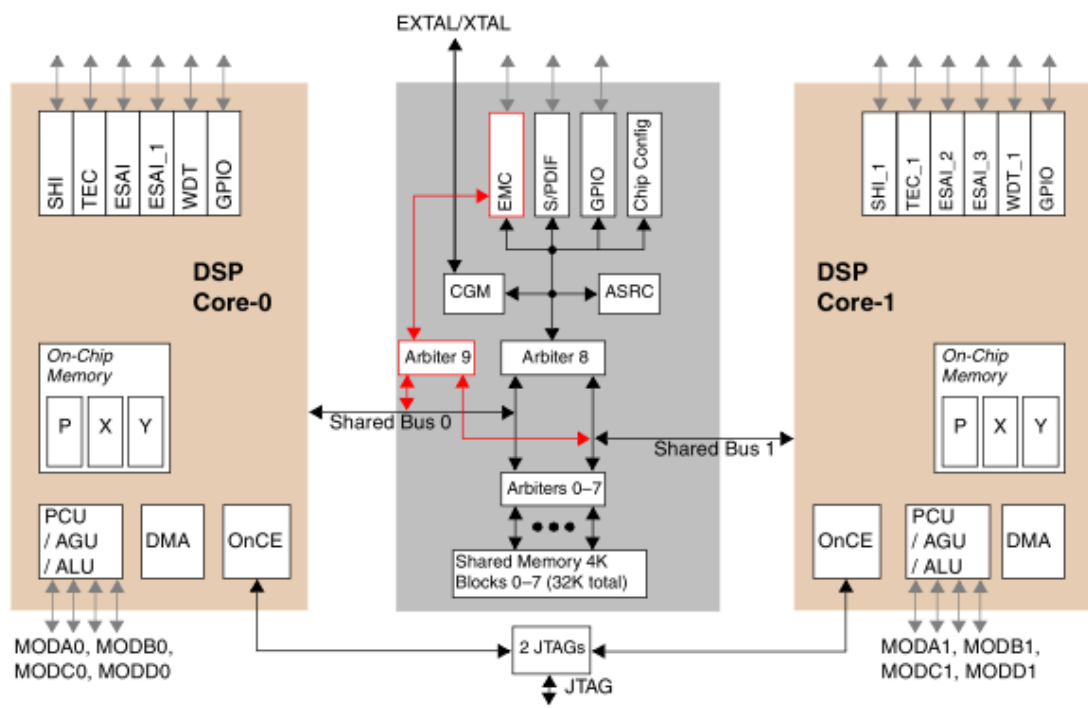 EXTAL/XTAL
SHI
TEC
ESAI
ESAI_1
WDT
GPIO
EMC
S/PDIF
GPIO
Chip Config
SHI_1
TEC_1
ESAI_2
ESAI_3
WDT_1
GPIO
DSP
Core-0
CGM
ASRC
DSP
Core-1
On-Chip
Memory
P X Y
Arbiter 9
Arbiter 8
On-Chip
Memory
P X Y
Shared Bus 0
Shared Bus 1
Arbiters 0–7
PCU
/ AGU
/ ALU
DMA
OnCE
Shared Memory 4K
Blocks 0–7 (32K total)
OnCE
PCU
/ AGU
/ ALU
DMA
MODA0, MODB0,
MODC0, MODD0
2 JTAGs
JTAG
MODA1, MODB1,
MODC1, MODD1